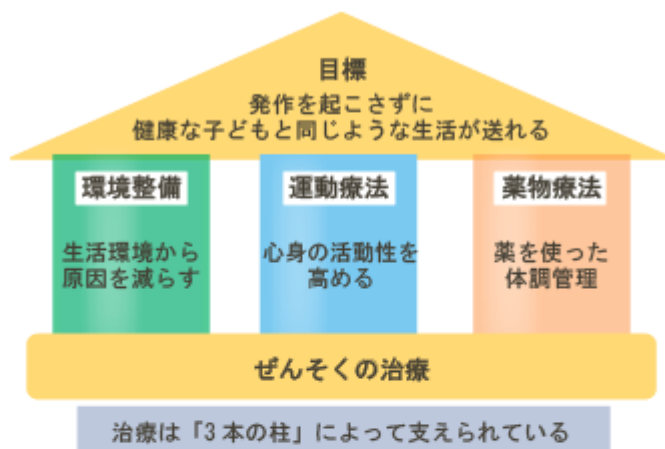 目標
発作を起こさずに
健康な子どもと同じような生活が送れる
環境整備
生活環境から
原因を減らす
運動療法
心身の活動性を
高める
薬物療法
薬を使った
体調管理
ぜんそくの治療
治療は「3本の柱」によって支えられている